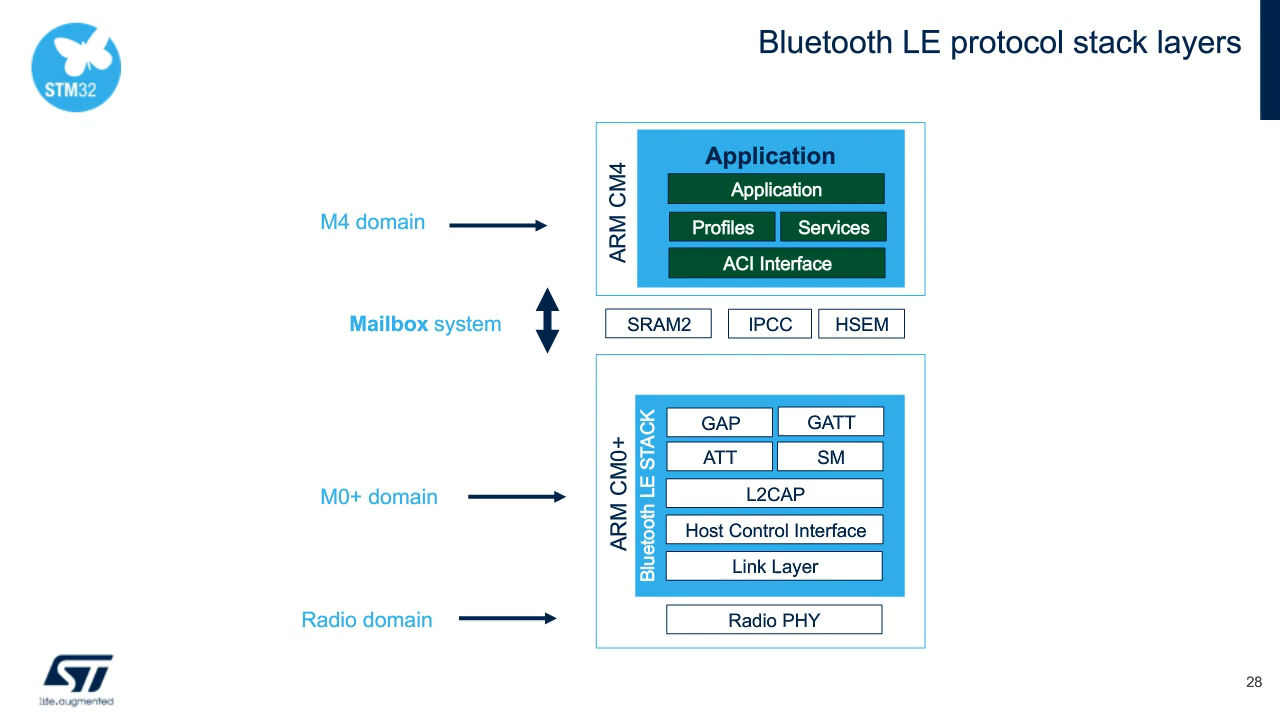 Bluetooth LE protocol stack layers
STM32
ARM CM4
Application
Application
Profiles
Services
ACI Interface
M4 domain
Mailbox system
SRAM2
IPCC
HSEM
ARM CM0+
Bluetooth LE STACK
GAP
GATT
ATT
SM
L2CAP
Host Control Interface
Link Layer
M0+ domain
Radio domain
Radio PHY
ST
life.augmented
28